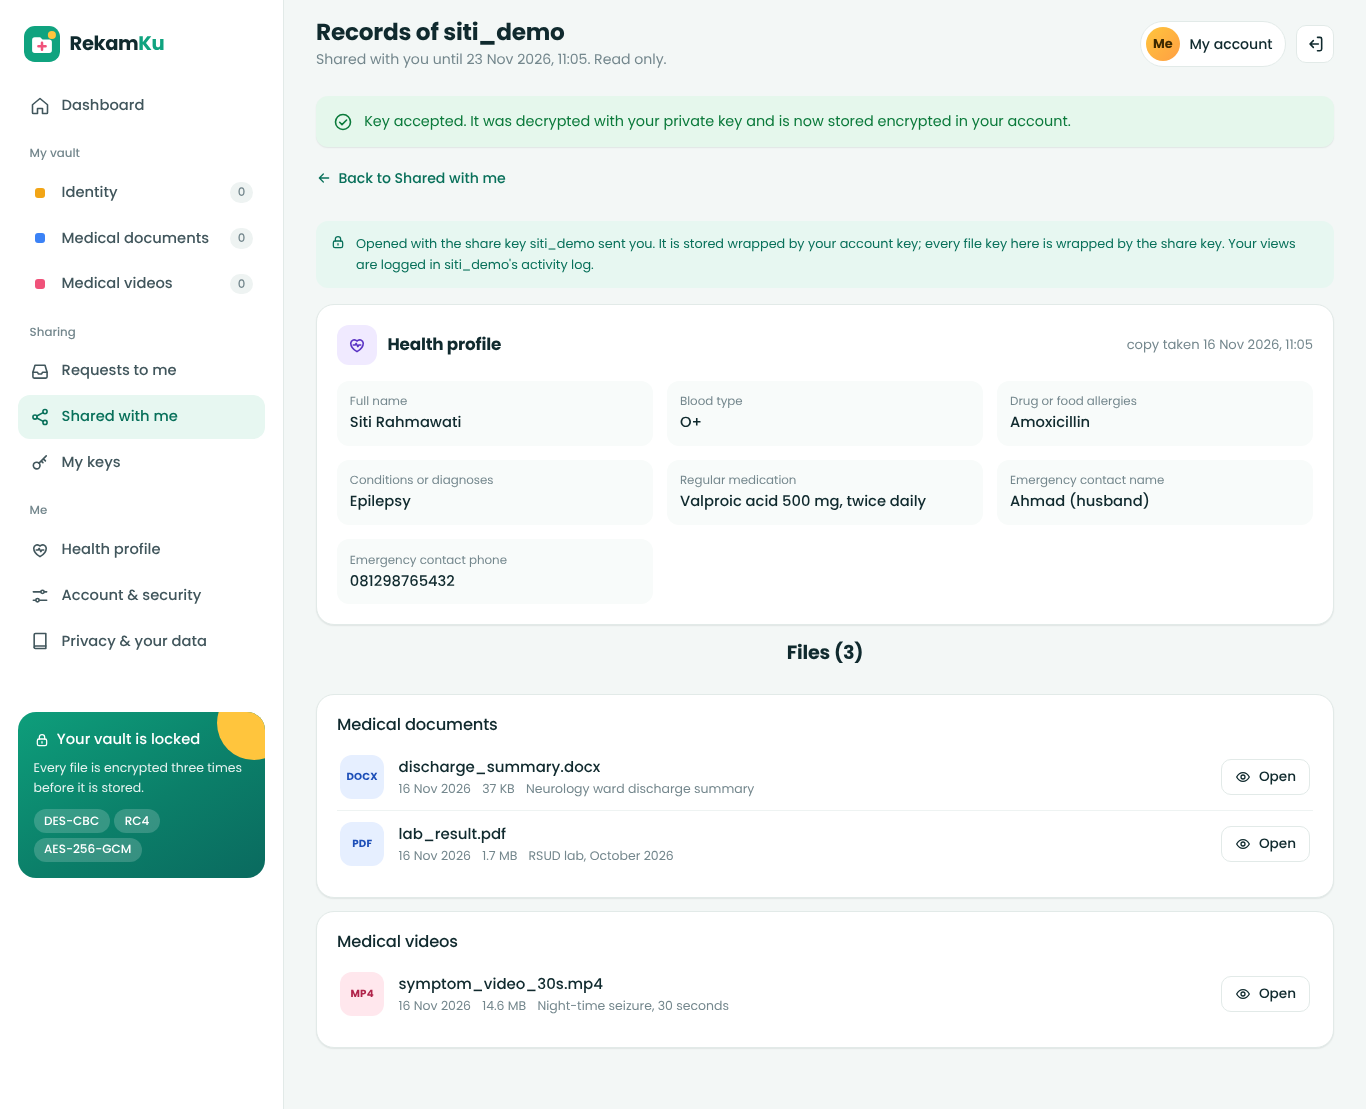 RekamKu
Dashboard
My vault
Identity 0
Medical documents 0
Medical videos 0
Sharing
Requests to me
Shared with me
My keys
Me
Health profile
Account & security
Privacy & your data
Your vault is locked
Every file is encrypted three times
before it is stored.
DES-CBC RC4
AES-256-GCM
Records of siti_demo
Shared with you until 23 Nov 2026, 11:05. Read only.
Me My account
Key accepted. It was decrypted with your private key and is now stored encrypted in your account.
Back to Shared with me
Opened with the share key siti_demo sent you. It is stored wrapped by your account key; every file key here is wrapped by the share key. Your views
are logged in siti_demo's activity log.
Health profile
copy taken 16 Nov 2026, 11:05
Full name
Siti Rahmawati
Blood type
O+
Drug or food allergies
Amoxicillin
Conditions or diagnoses
Epilepsy
Regular medication
Valproic acid 500 mg, twice daily
Emergency contact name
Ahmad (husband)
Emergency contact phone
081298765432
Files (3)
Medical documents
DOCX
discharge_summary.docx
16 Nov 2026 37 KB Neurology ward discharge summary
Open
PDF
lab_result.pdf
16 Nov 2026 1.7 MB RSUD lab, October 2026
Open
Medical videos
MP4
symptom_video_30s.mp4
16 Nov 2026 14.6 MB Night-time seizure, 30 seconds
Open